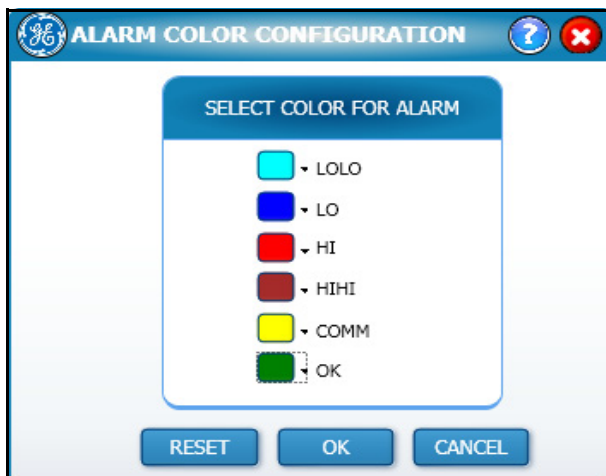 ALARM COLOR CONFIGURATION ?
SELECT COLOR FOR ALARM
LOLO
LO
HI
HIHI
COMM
OK
RESET OK CANCEL